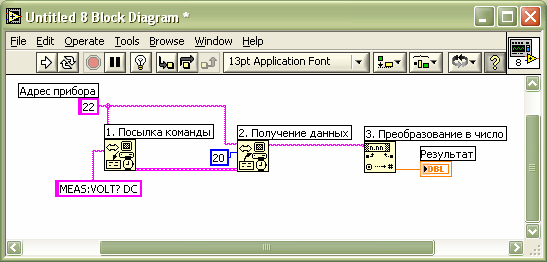 Untitled 8 Block Diagram *
File Edit Operate Tools Browse Window Help
13pt Application Font
8
Адрес прибора
22
1. Посылка команды
2. Получение данных
3. Преобразование в число
n.nn
20
Результат
DBL
MEAS:VOLT? DC